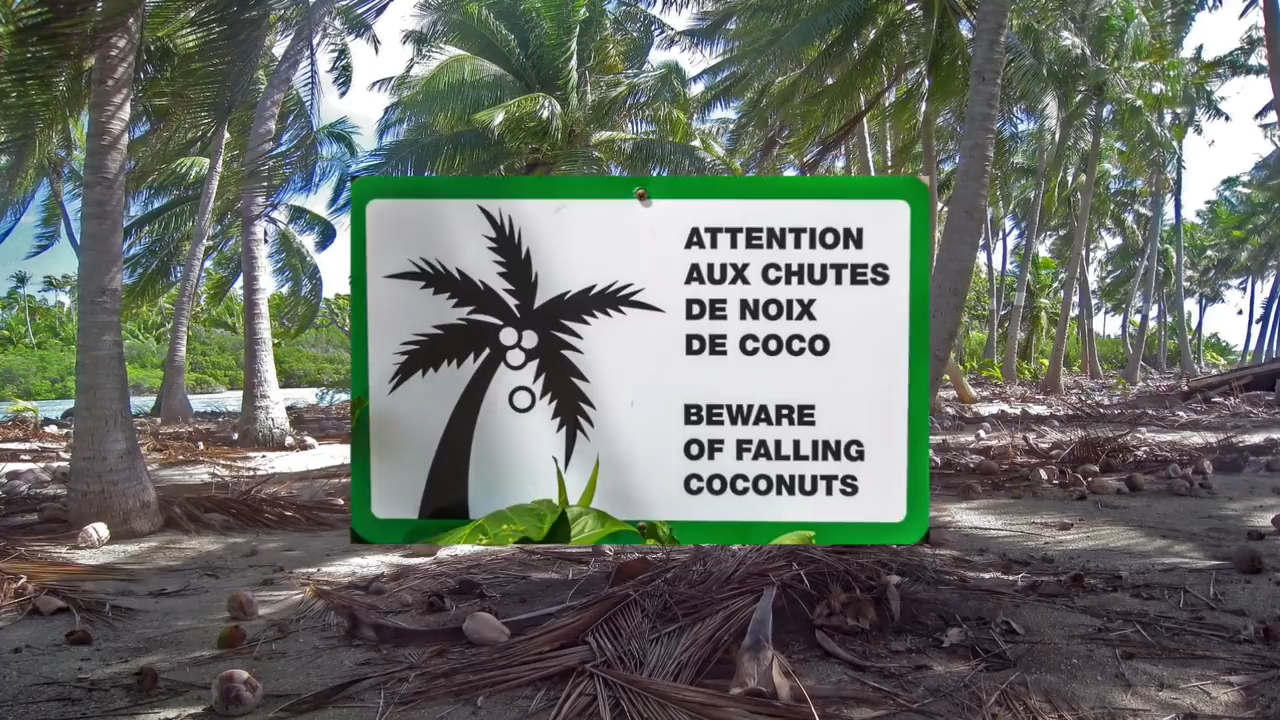 ATTENTION
AUX CHUTES
DE NOIX
DE COCO
BEWARE
OF FALLING
COCONUTS